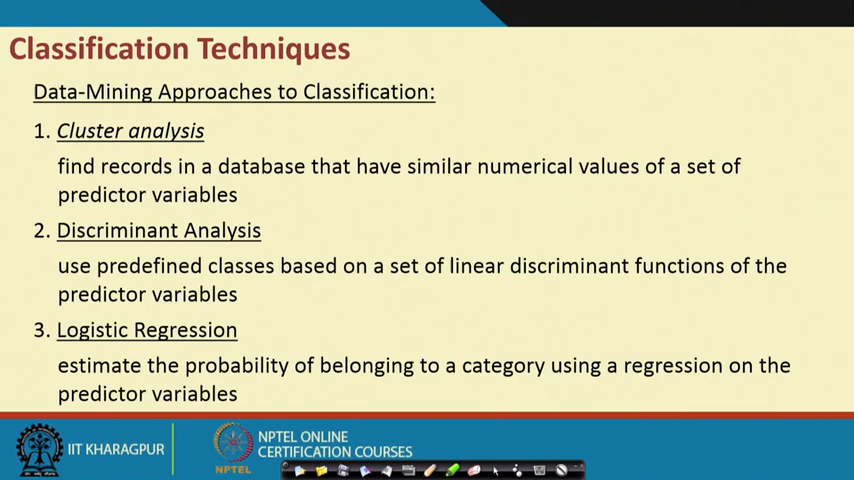 Classification Techniques
Data-Mining Approaches to Classification:
1. Cluster analysis
find records in a database that have similar numerical values of a set of
predictor variables
2. Discriminant Analysis
use predefined classes based on a set of linear discriminant functions of the
predictor variables
3. Logistic Regression
estimate the probability of belonging to a category using a regression on the
predictor variables
IIT KHARAGPUR
NPTEL
NPTEL ONLINE
CERTIFICATION COURSES